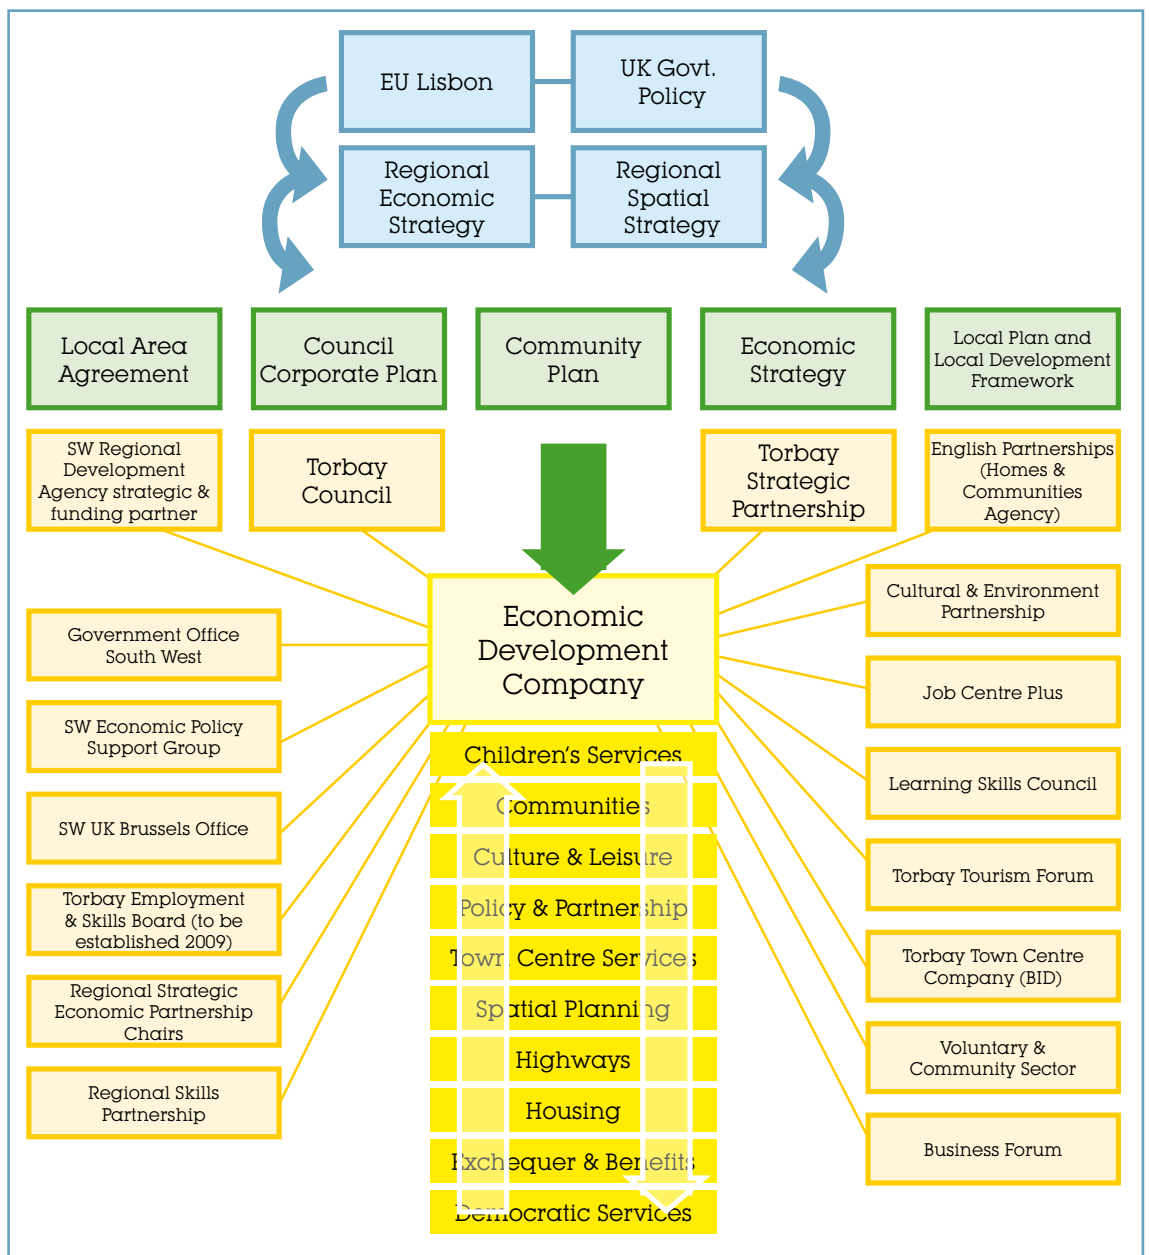 EU Lisbon
UK Govt.
Policy
Regional
Economic
Strategy
Regional
Spatial
Strategy
Local Area
Agreement
Council
Corporate Plan
Community
Plan
Economic
Strategy
Local Plan and
Local Development
Framework
SW Regional
Development
Agency strategic &
funding partner
Torbay
Council
Torbay
Strategic
Partnership
English Partnerships
(Homes &
Communities
Agency)
Economic
Development
Company
Government Office
South West
SW Economic Policy
Support Group
SW UK Brussels Office
Torbay Employment
& Skills Board (to be
established 2009)
Regional Strategic
Economic Partnership
Chairs
Regional Skills
Partnership
Children's Services
Communities
Culture & Leisure
Policy & Partnership
Town Centre Services
Spatial Planning
Highways
Housing
Exchequer & Benefits
Democratic Services
Cultural & Environment
Partnership
Job Centre Plus
Learning Skills Council
Torbay Tourism Forum
Torbay Town Centre
Company (BID)
Voluntary &
Community Sector
Business Forum